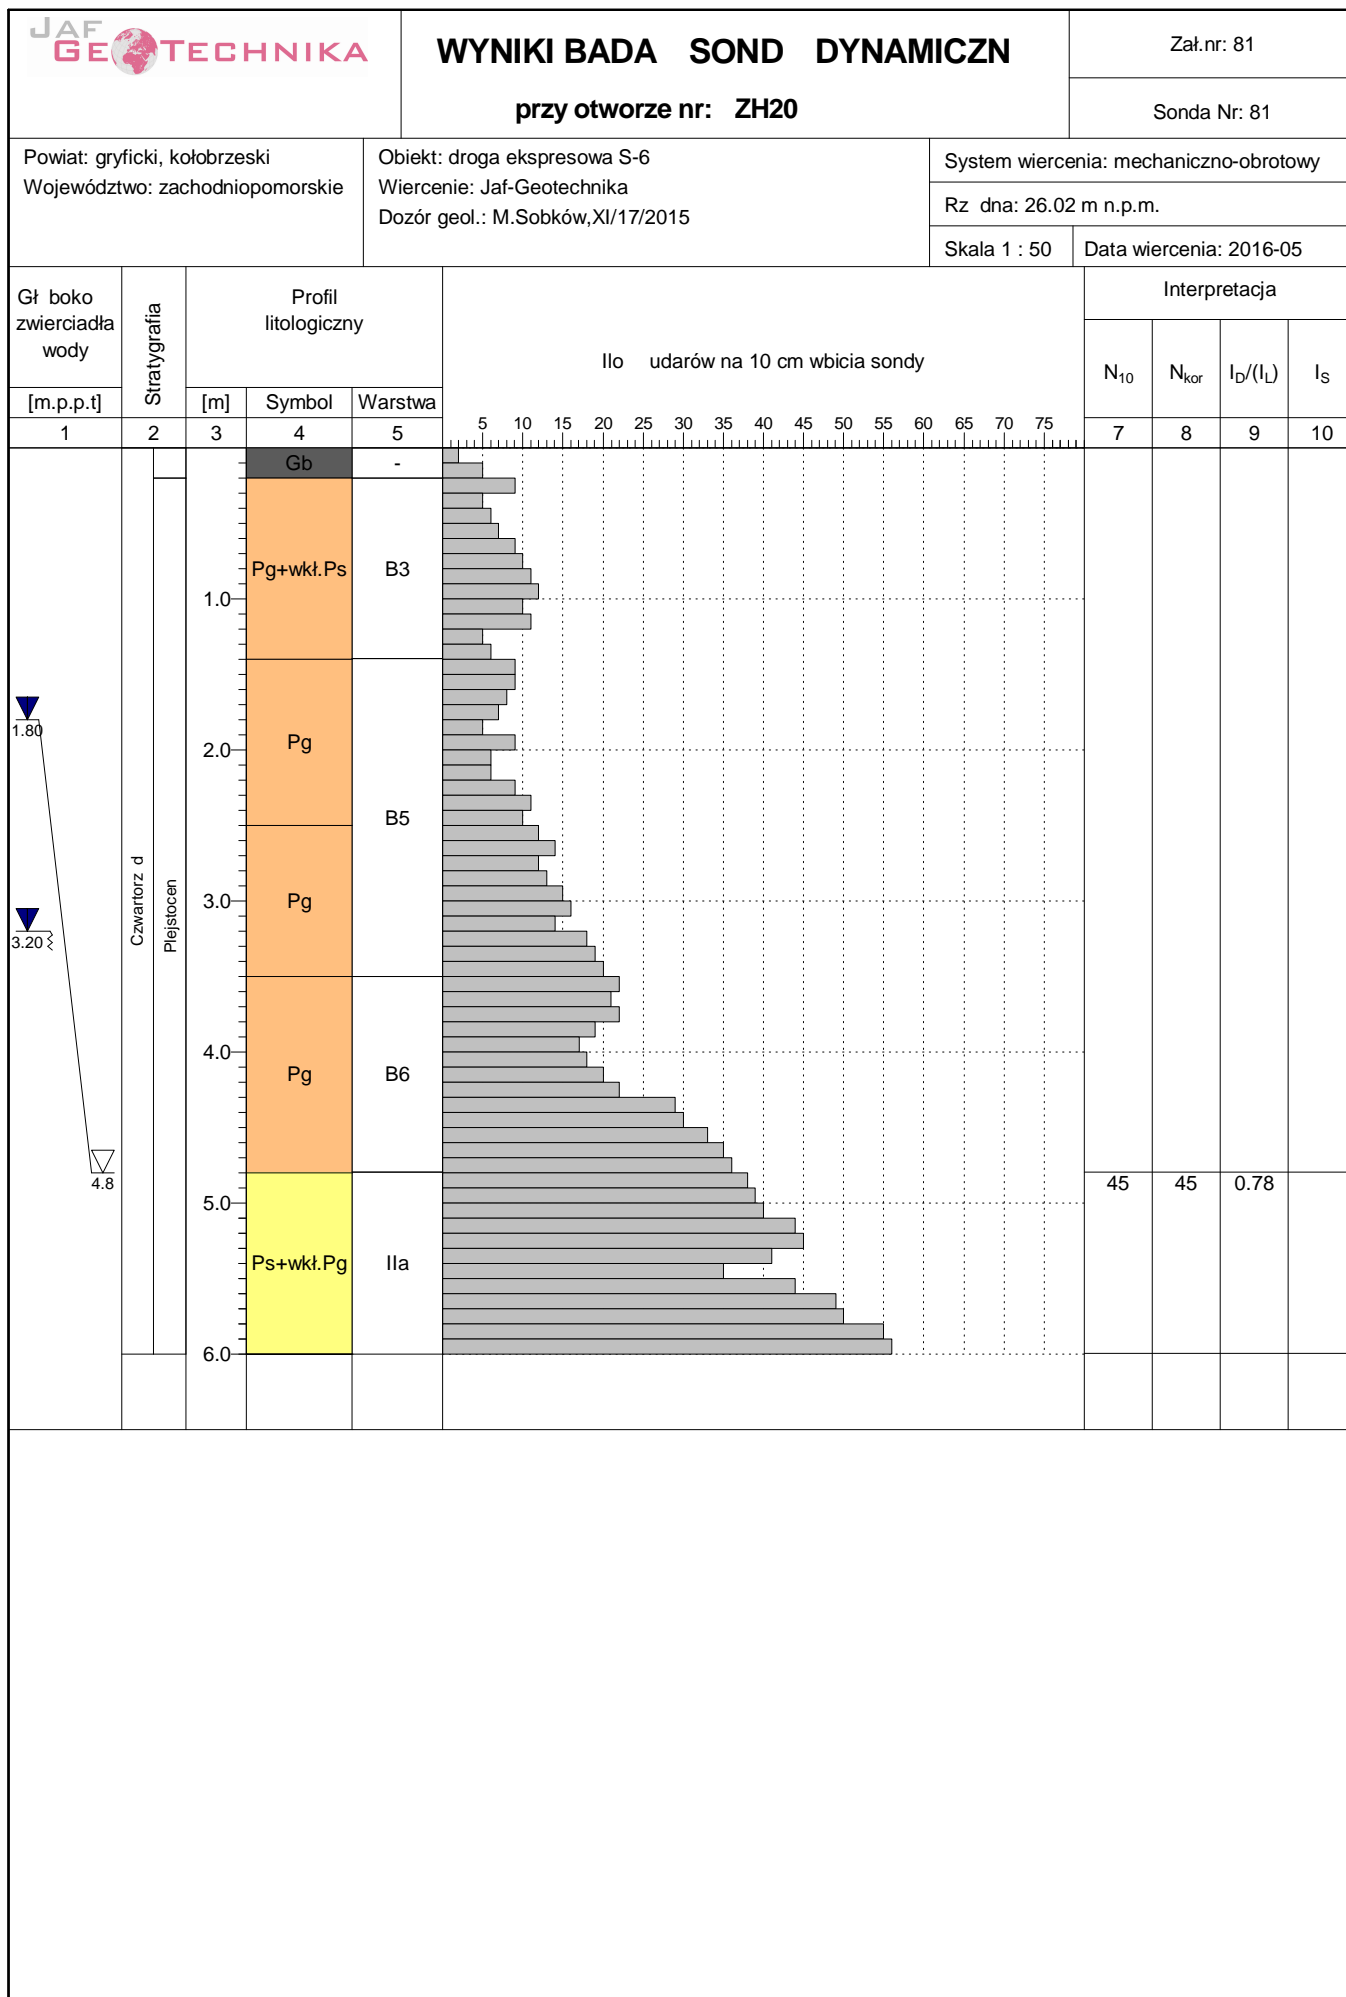 JAF
GEOTECHNIKA
WYNIKI BADA SOND DYNAMICZN
przy otworze nr: ZH20
Zał.nr: 81
Sonda Nr: 81
Powiat: gryficki, kołobrzeski
Województwo: zachodniopomorskie
Obiekt: droga ekspresowa S-6
Wiercenie: Jaf-Geotechnika
Dozór geol.: M.Sobków,XI/17/2015
System wiercenia: mechaniczno-obrotowy
Rz dna: 26.02 m n.p.m.
Skala 1 : 50
Data wiercenia: 2016-05
Gł boko
zwierciadła
wody
[m.p.p.t]
Stratygrafia
Profil
litologiczny
[m] Symbol Warstwa
Ilo udarów na 10 cm wbicia sondy
Interpretacja
N10 Nkor ID/(IL) IS
5 10 15 20 25 30 35 40 45 50 55 60 65 70 75
1 2 3 4 5 7 8 9 10
Gb -
Pg+wkł.Ps B3
1.0
1.80
Pg
2.0
B5
Czwartorz d
Plejstocen
Pg
3.0
3.20
4.0
Pg B6
4.8
45 45 0.78
5.0
Ps+wkł.Pg IIa
6.0